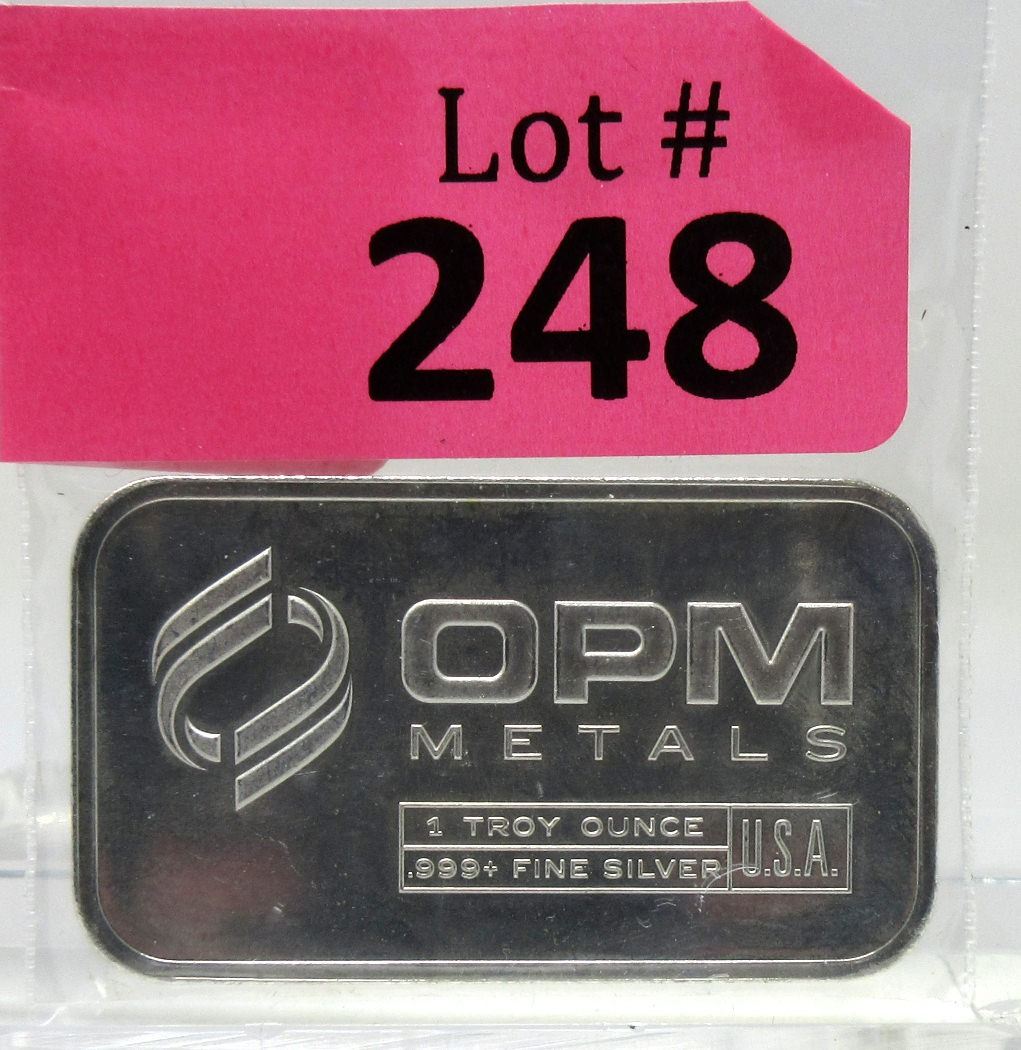 Lot #
248
OPM
METALS
1 TROY OUNCE
.999+ FINE SILVER
U.S.A.